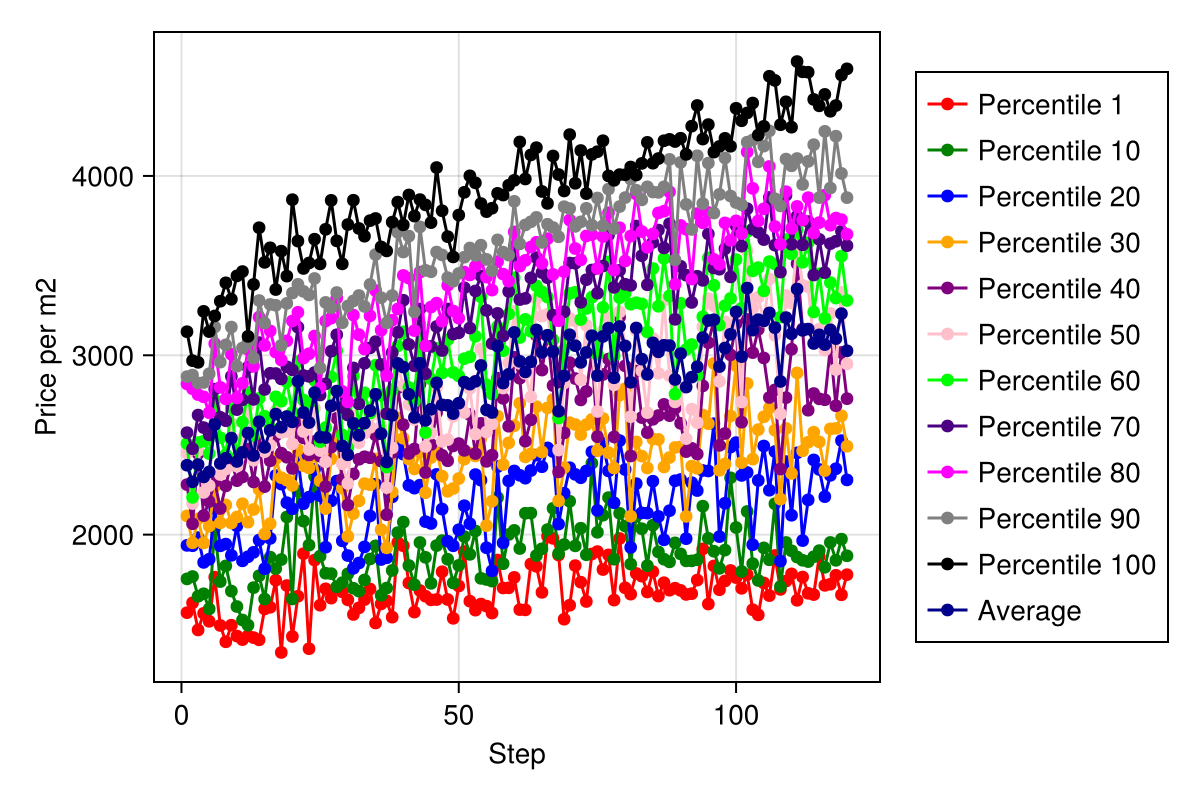 Price per m2
4000
3000
2000
0
50
100
Step
Percentile 1
Percentile 10
Percentile 20
Percentile 30
Percentile 40
Percentile 50
Percentile 60
Percentile 70
Percentile 80
Percentile 90
Percentile 100
Average